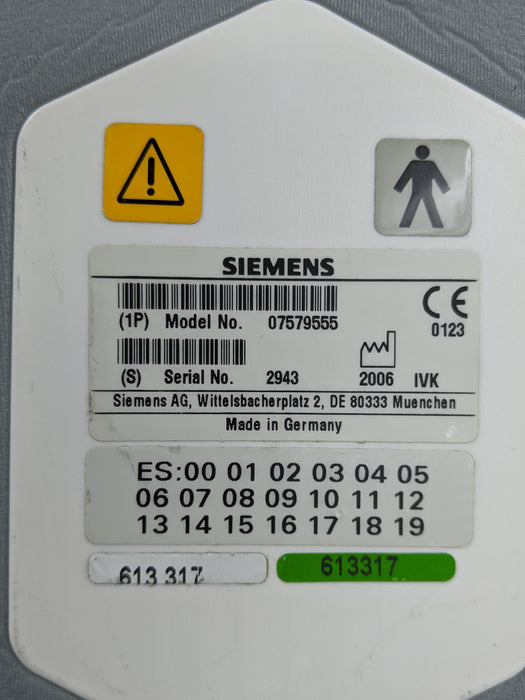 SIEMENS
(1P) Model No. 07579555
0123
(S) Serial No. 2943 2006 IVK
Siemens AG, Wittelsbacherplatz 2, DE 80333 Muenchen
Made in Germany
ES:00 01 02 03 04 05
06 07 08 09 10 11 12
13 14 15 16 17 18 19
613 317 613317